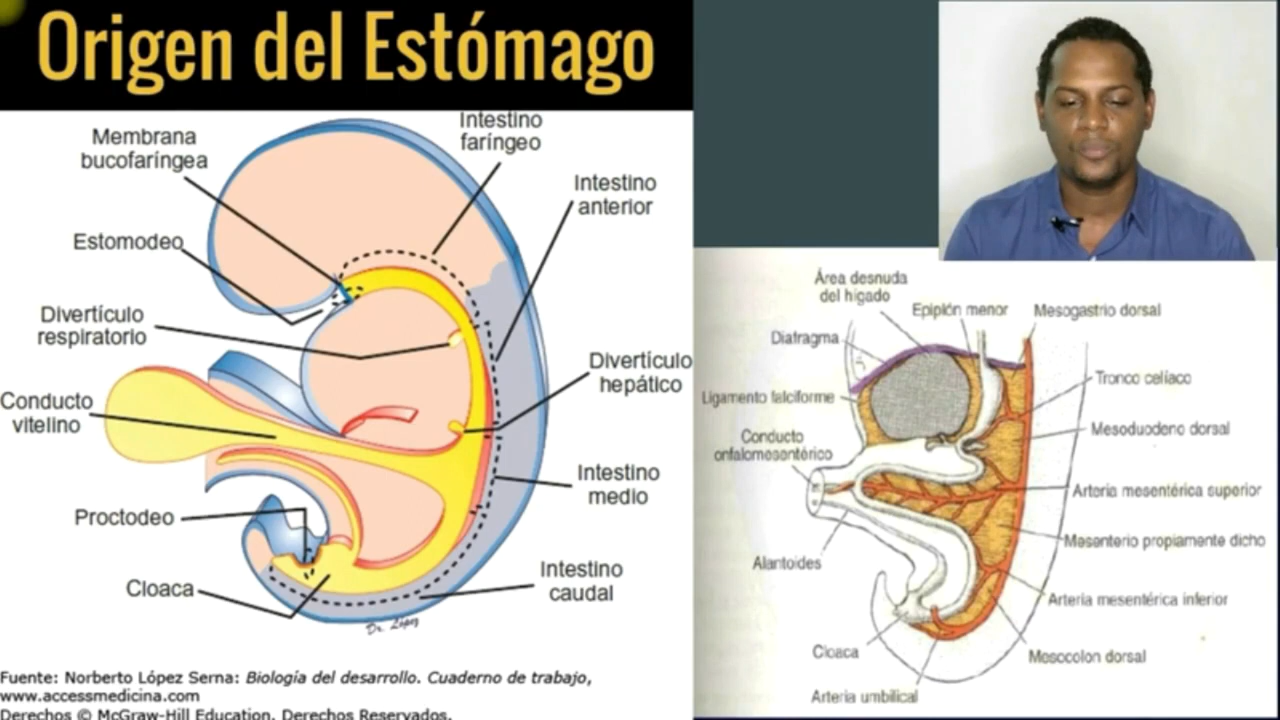 Origen del Estómago
Membrana
bucofaríngea
Intestino
faríngeo
Intestino
anterior
Estomodeo
Divertículo
respiratorio
Divertículo
hepático
Conducto
vitelino
Intestino
medio
Proctodeo
Intestino
caudal
Cloaca
Dr. López
Fuente: Norberto López Serna: Biología del desarrollo. Cuaderno de trabajo,
www.accessmedicina.com
Derechos © McGraw-Hill Education. Derechos Reservados.
Área desnuda
del hígado
Epiplón menor
Mesogastrio dorsal
Diafragma
Tronco celíaco
Ligamento falciforme
Mesoduodeno dorsal
Conducto
onfalomesentérico
Arteria mesentérica superior
Mesenterio propiamente dicho
Alantoides
Arteria mesentérica inferior
Cloaca
Mesocolon dorsal
Arteria umbilical